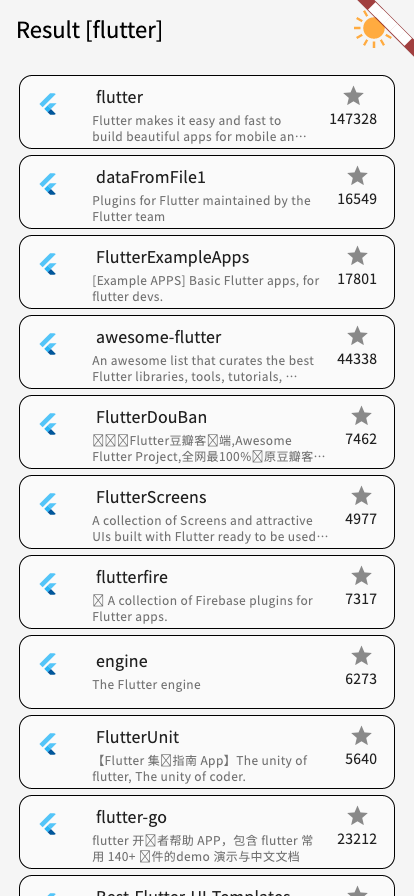 Result [flutter]
flutter
Flutter makes it easy and fast to
build beautiful apps for mobile an…
147328
dataFromFile1
Plugins for Flutter maintained by the
Flutter team
16549
FlutterExampleApps
[Example APPS] Basic Flutter apps, for
flutter devs.
17801
awesome-flutter
An awesome list that curates the best
Flutter libraries, tools, tutorials, …
44338
FlutterDouBan
Flutter豆瓣客端,Awesome
Flutter Project,全网最100%原豆瓣客…
7462
FlutterScreens
A collection of Screens and attractive
UIs built with Flutter ready to be used…
4977
flutterfire
A collection of Firebase plugins for
Flutter apps.
7317
engine
The Flutter engine
6273
FlutterUnit
【Flutter 集指南 App】The unity of
flutter, The unity of coder.
5640
flutter-go
flutter 开者帮助 APP，包含 flutter 常
用 140+ 件的demo 演示与中文文档
23212
Best-Flutter-UI-Templates